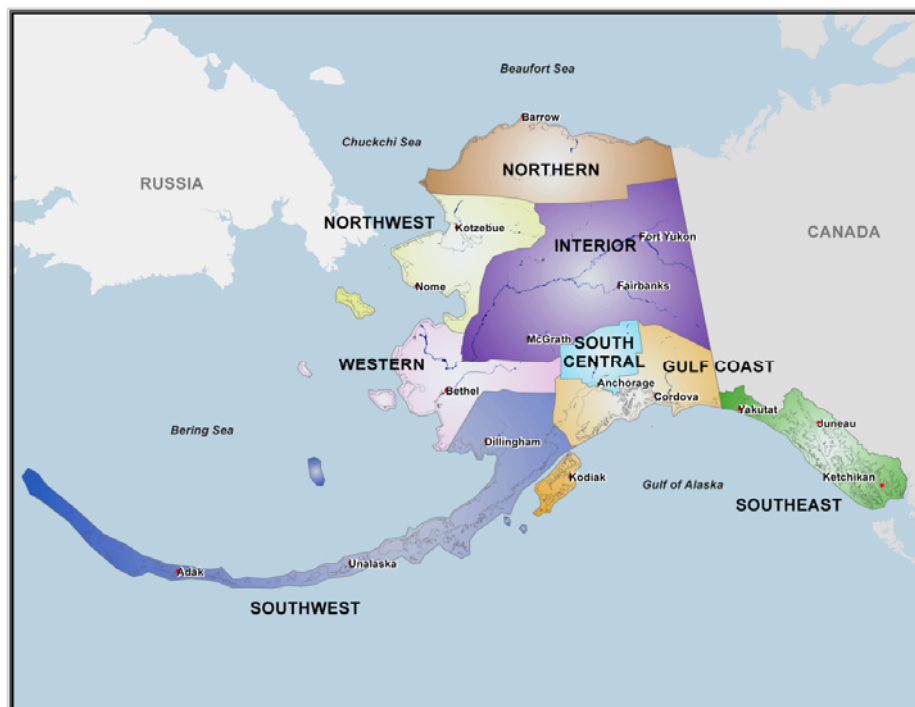 Beaufort Sea
Barrow
Chuckchi Sea
NORTHERN
RUSSIA
NORTHWEST
Kotzebue
CANADA
INTERIOR
Fort Yukon
Nome
Fairbanks
McGrath
SOUTH
CENTRAL
WESTERN
GULF COAST
Bethel
Anchorage
Cordova
Yakutat
Juneau
Bering Sea
Dillingham
Kodiak
Gulf of Alaska
Ketchikan
SOUTHEAST
Unalaska
Adak
SOUTHWEST